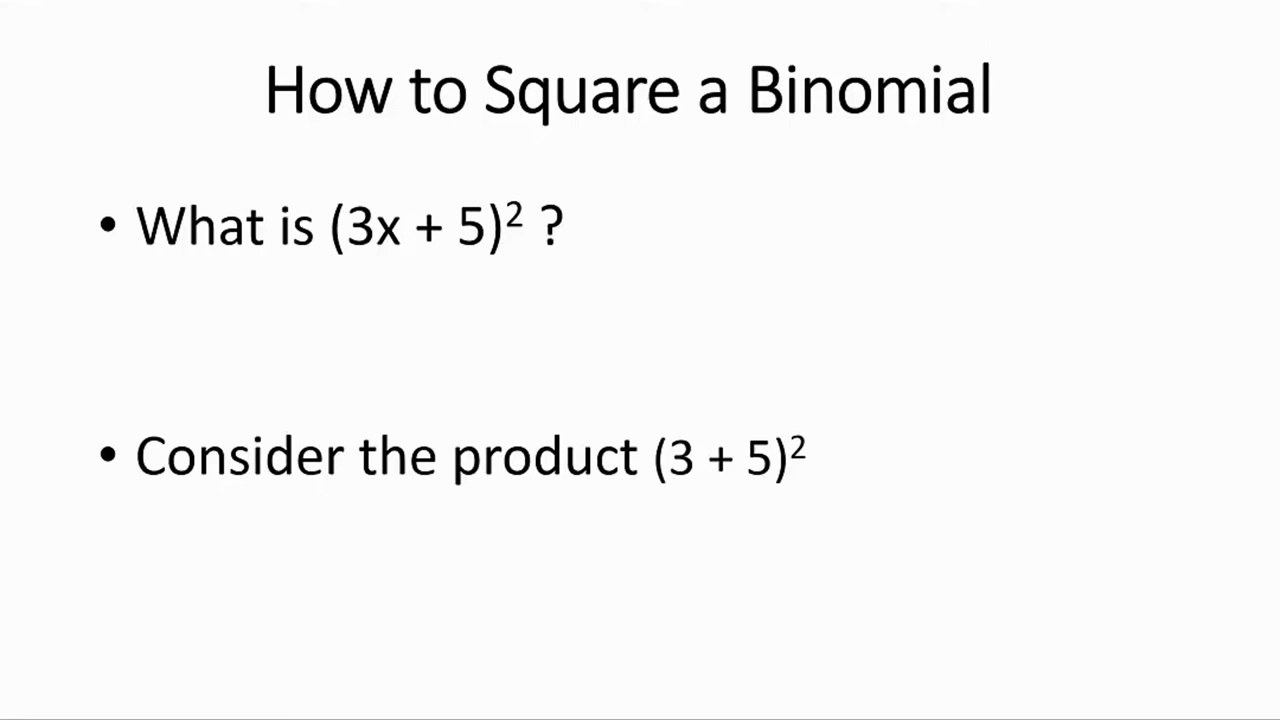 How to Square a Binomial
• What is (3x + 5)² ?
• Consider the product (3 + 5)²